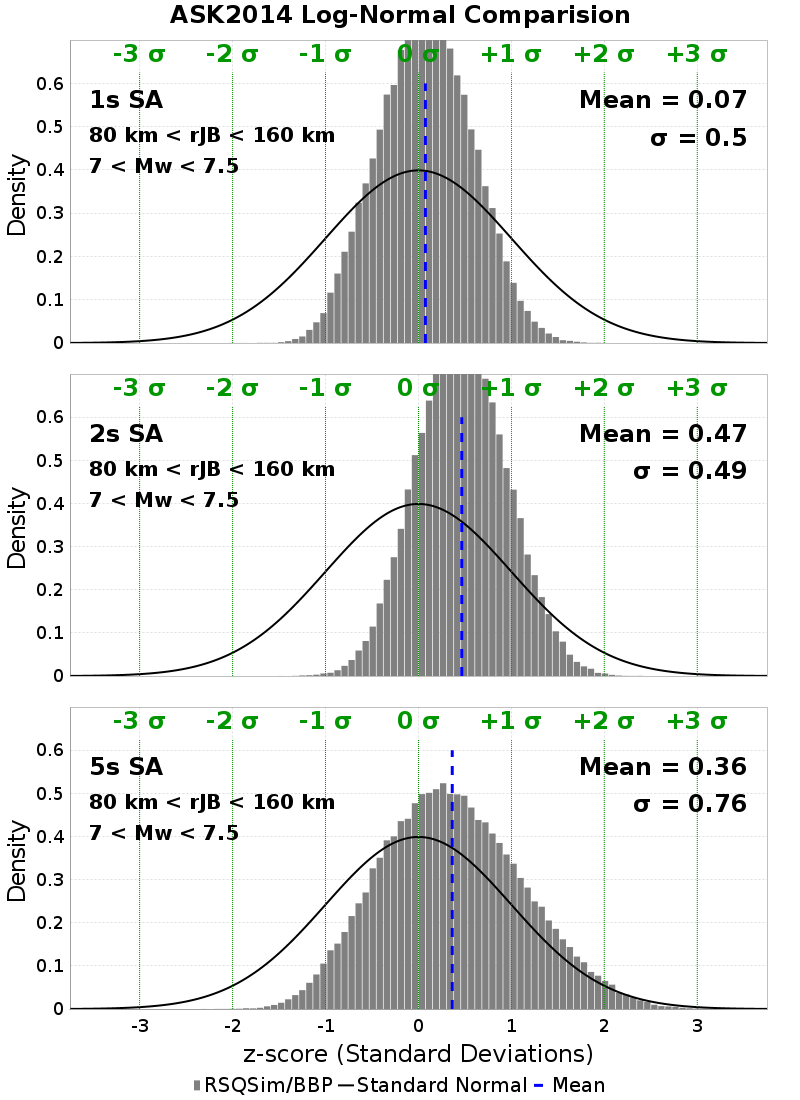 ASK2014 Log-Normal Comparision
-3 σ -2 σ -1 σ 0 σ +1 σ +2 σ +3 σ
1s SA
80 km < rJB < 160 km
7 < Mw < 7.5
Mean = 0.07
σ = 0.5
Density
0.6
0.5
0.4
0.3
0.2
0.1
0
-3 σ -2 σ -1 σ 0 σ +1 σ +2 σ +3 σ
2s SA
80 km < rJB < 160 km
7 < Mw < 7.5
Mean = 0.47
σ = 0.49
Density
0.6
0.5
0.4
0.3
0.2
0.1
0
-3 σ -2 σ -1 σ 0 σ +1 σ +2 σ +3 σ
5s SA
80 km < rJB < 160 km
7 < Mw < 7.5
Mean = 0.36
σ = 0.76
Density
0.6
0.5
0.4
0.3
0.2
0.1
0
-3 -2 -1 0 1 2 3
z-score (Standard Deviations)
RSQSim/BBP Standard Normal Mean